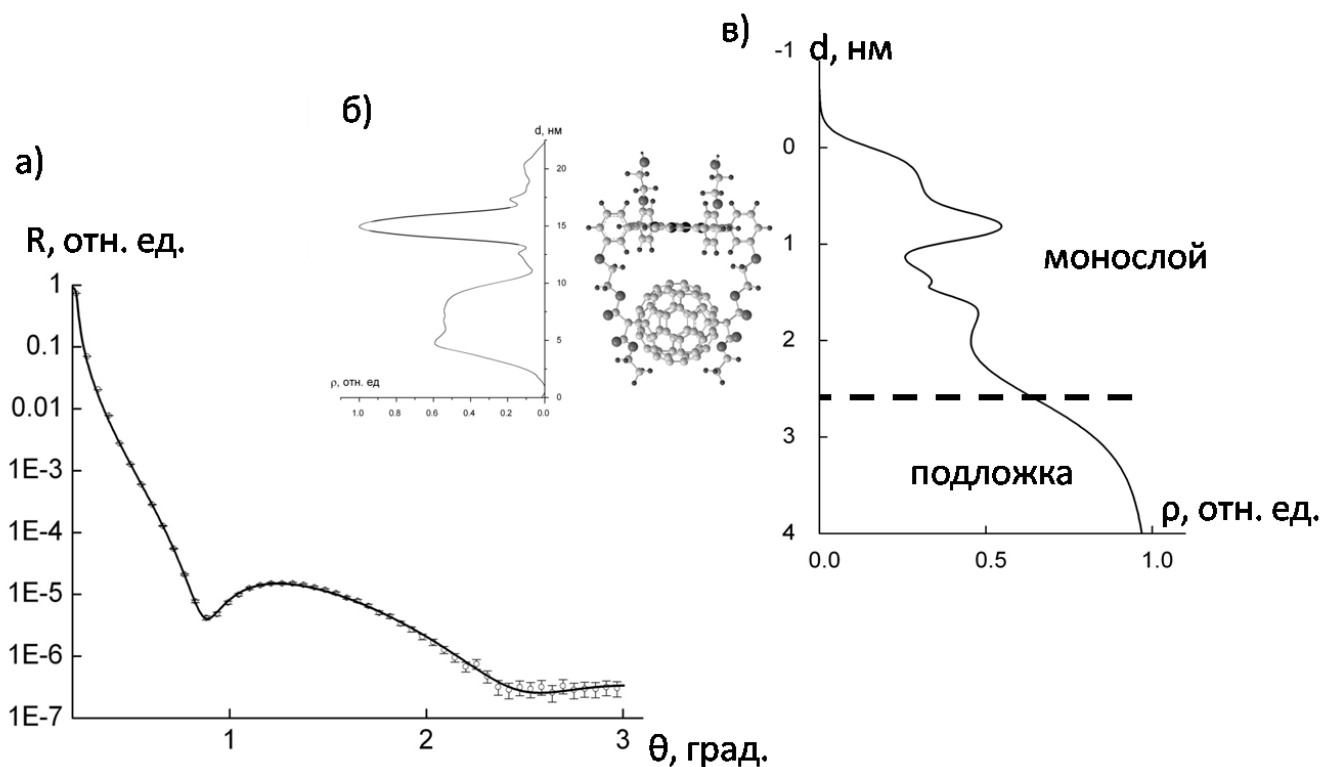 а)
R, отн. ед.
1
0.1
0.01
1E-3
1E-4
1E-5
1E-6
1E-7
1
2
3
θ, град.
б)
d, нм
20
15
10
5
0
ρ, отн. ед
1.0
0.8
0.6
0.4
0.2
0.0
в)
d, нм
-1
0
1
2
3
4
монослой
подложка
ρ, отн. ед.
0.0
0.5
1.0